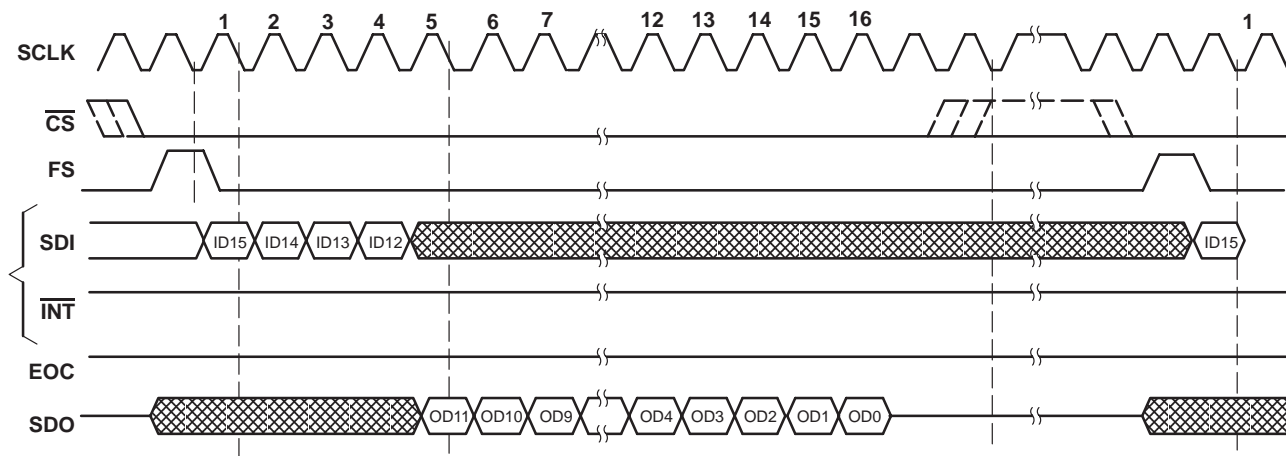 1 2 3 4 5 6 7 12 13 14 15 16 1
SCLK
CS
FS
SDI ID15 ID14 ID13 ID12 ID15
INT
EOC
SDO OD11 OD10 OD9 OD4 OD3 OD2 OD1 OD0